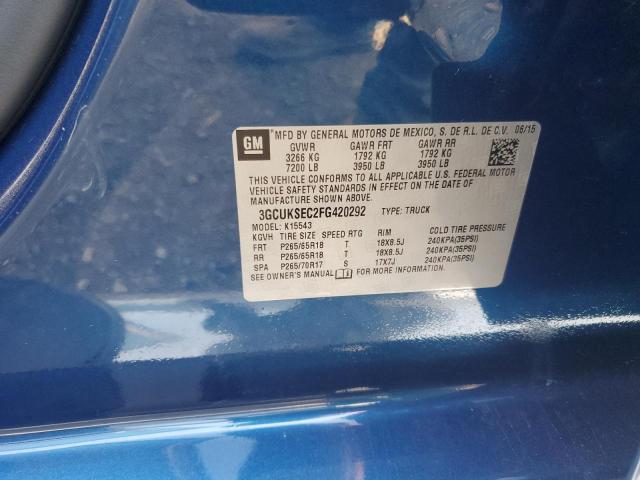 GM
MFD BY GENERAL MOTORS DE MEXICO, S. DE R.L. DE C.V. 06/15
GVWR GAWR FRT GAWR RR
3266 KG 1792 KG 1792 KG
7200 LB 3950 LB 3950 LB
THIS VEHICLE CONFORMS TO ALL APPLICABLE U.S. FEDERAL MOTOR
VEHICLE SAFETY STANDARDS IN EFFECT ON THE DATE OF
MANUFACTURE SHOWN ABOVE.
3GCUKSEC2FG420292 TYPE: TRUCK
MODEL: K15543
KGVH TIRE SIZE SPEED RTG RIM COLD TIRE PRESSURE
FRT P265/65R18 T 18X8.5J 240KPA(35PSI)
RR P265/65R18 T 18X8.5J 240KPA(35PSI)
SPA P265/70R17 S 17X7J 240KPA(35PSI)
SEE OWNER'S MANUAL FOR MORE INFORMATION